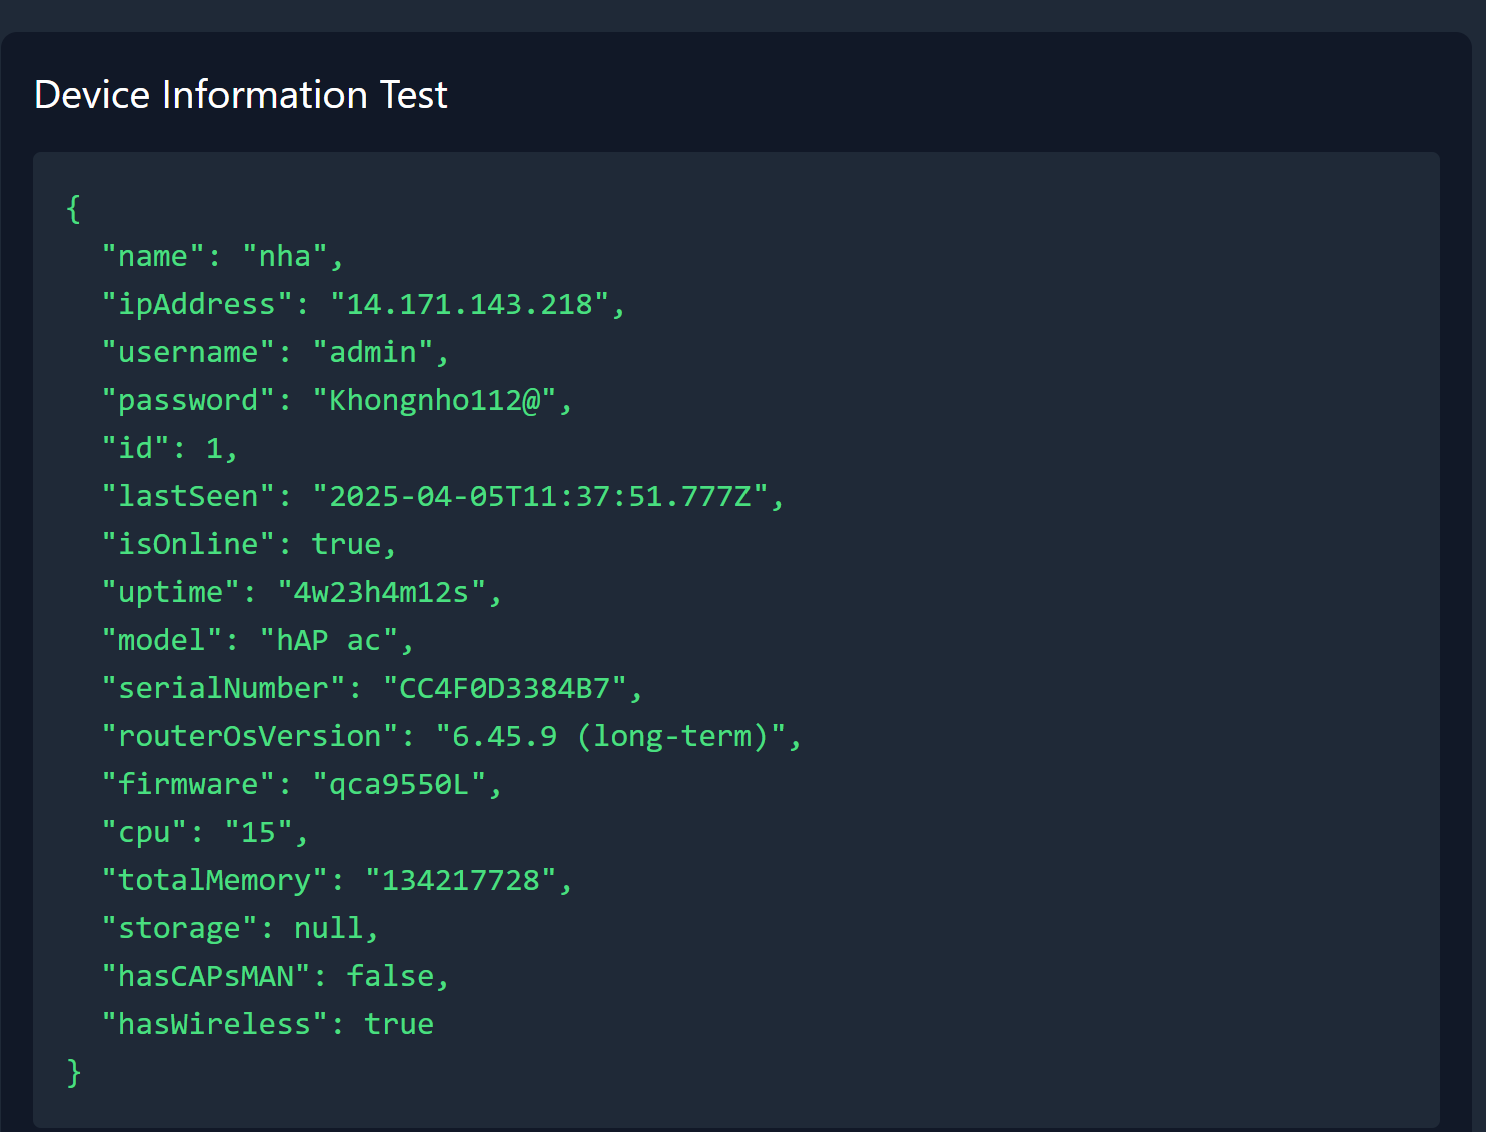 Device Information Test
{
"name": "nha",
"ipAddress": "14.171.143.218",
"username": "admin",
"password": "Khongnho112@",
"id": 1,
"lastSeen": "2025-04-05T11:37:51.777Z",
"isOnline": true,
"uptime": "4w23h4m12s",
"model": "hAP ac",
"serialNumber": "CC4F0D3384B7",
"routerOsVersion": "6.45.9 (long-term)",
"firmware": "qca9550L",
"cpu": "15",
"totalMemory": "134217728",
"storage": null,
"hasCAPsMAN": false,
"hasWireless": true
}